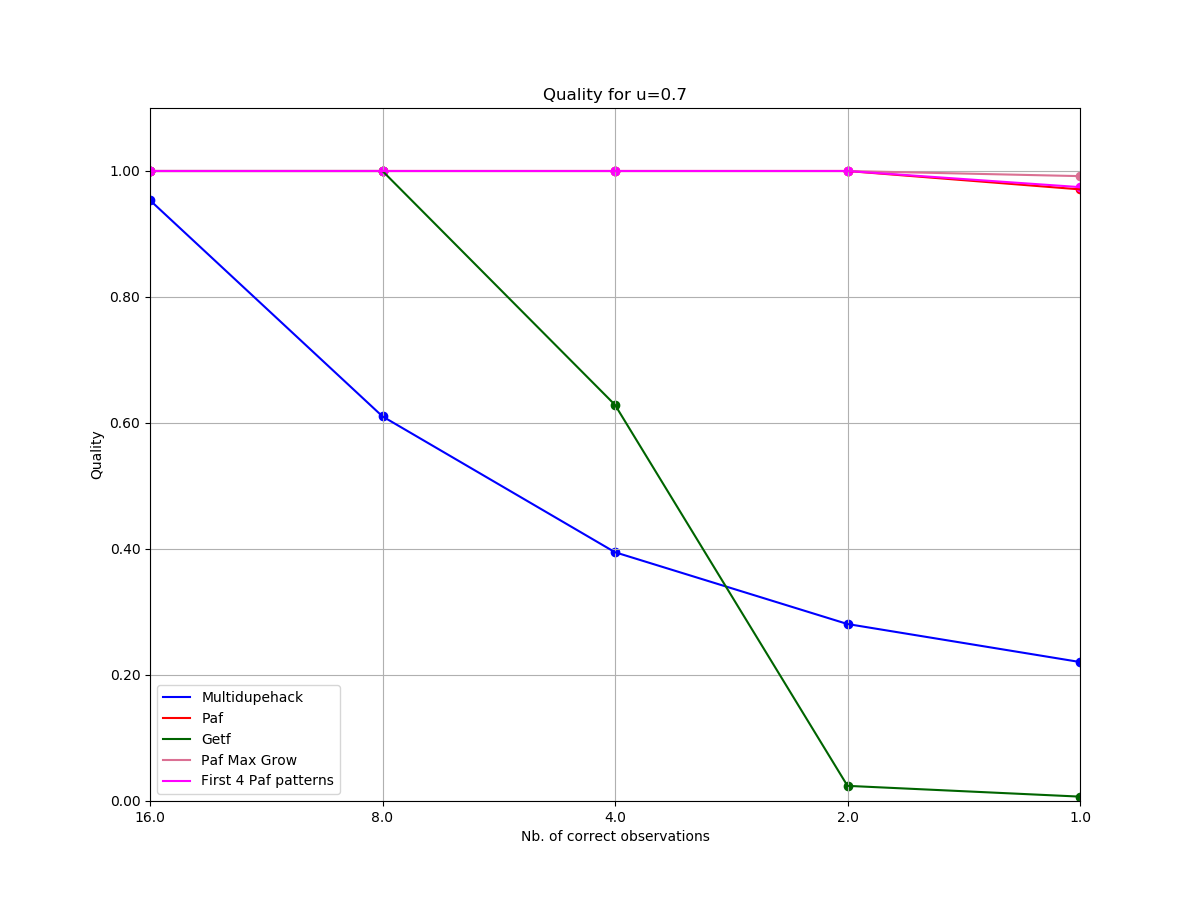 Quality for u=0.7
1.00
0.80
0.60
0.40
0.20
0.00
Quality
Multidupehack
Paf
Getf
Paf Max Grow
First 4 Paf patterns
16.0 8.0 4.0 2.0 1.0
Nb. of correct observations